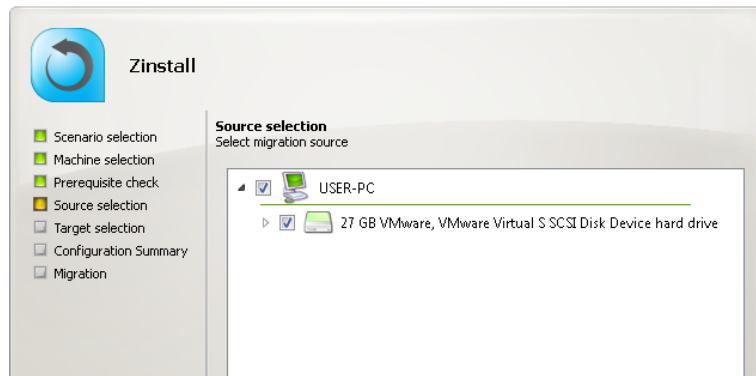 Zinstall
Scenario selection
Machine selection
Prerequisite check
Source selection
Target selection
Configuration Summary
Migration
Source selection
Select migration source
USER-PC
27 GB VMware, VMware Virtual S SCSI Disk Device hard drive